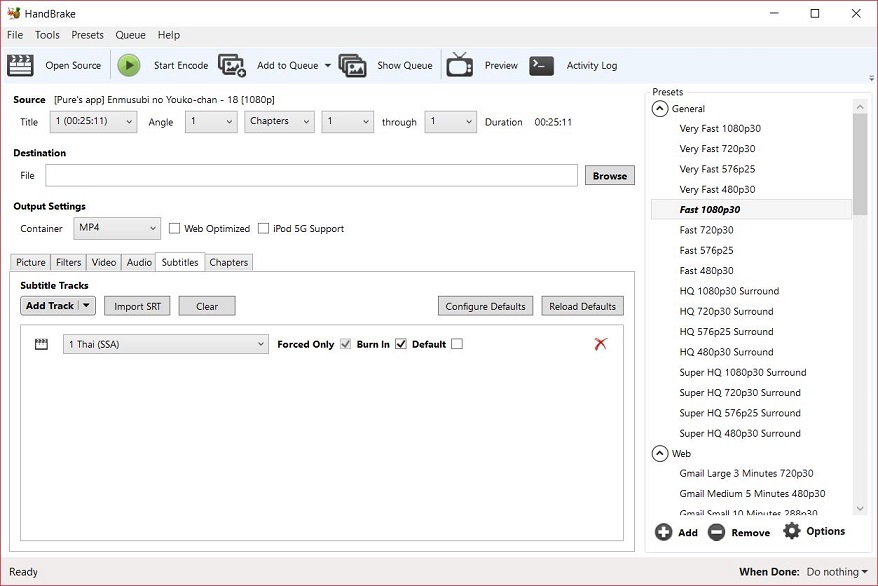 HandBrake
File Tools Presets Queue Help
Open Source Start Encode Add to Queue Show Queue Preview Activity Log
Source [Pure's app] Enmusubi no Youko-chan - 18 [1080p]
Title 1 (00:25:11) Angle 1 Chapters 1 through 1 Duration 00:25:11
Destination
File Browse
Output Settings
Container MP4 Web Optimized iPod 5G Support
Picture Filters Video Audio Subtitles Chapters
Subtitle Tracks
Add Track Import SRT Clear Configure Defaults Reload Defaults
1 Thai (SSA) Forced Only Burn In Default
Presets
General
Very Fast 1080p30
Very Fast 720p30
Very Fast 576p25
Very Fast 480p30
Fast 1080p30
Fast 720p30
Fast 576p25
Fast 480p30
HQ 1080p30 Surround
HQ 720p30 Surround
HQ 576p25 Surround
HQ 480p30 Surround
Super HQ 1080p30 Surround
Super HQ 720p30 Surround
Super HQ 576p25 Surround
Super HQ 480p30 Surround
Web
Gmail Large 3 Minutes 720p30
Gmail Medium 5 Minutes 480p30
Gmail Small 10 Minutes 288p30
Add Remove Options
Ready When Done: Do nothing